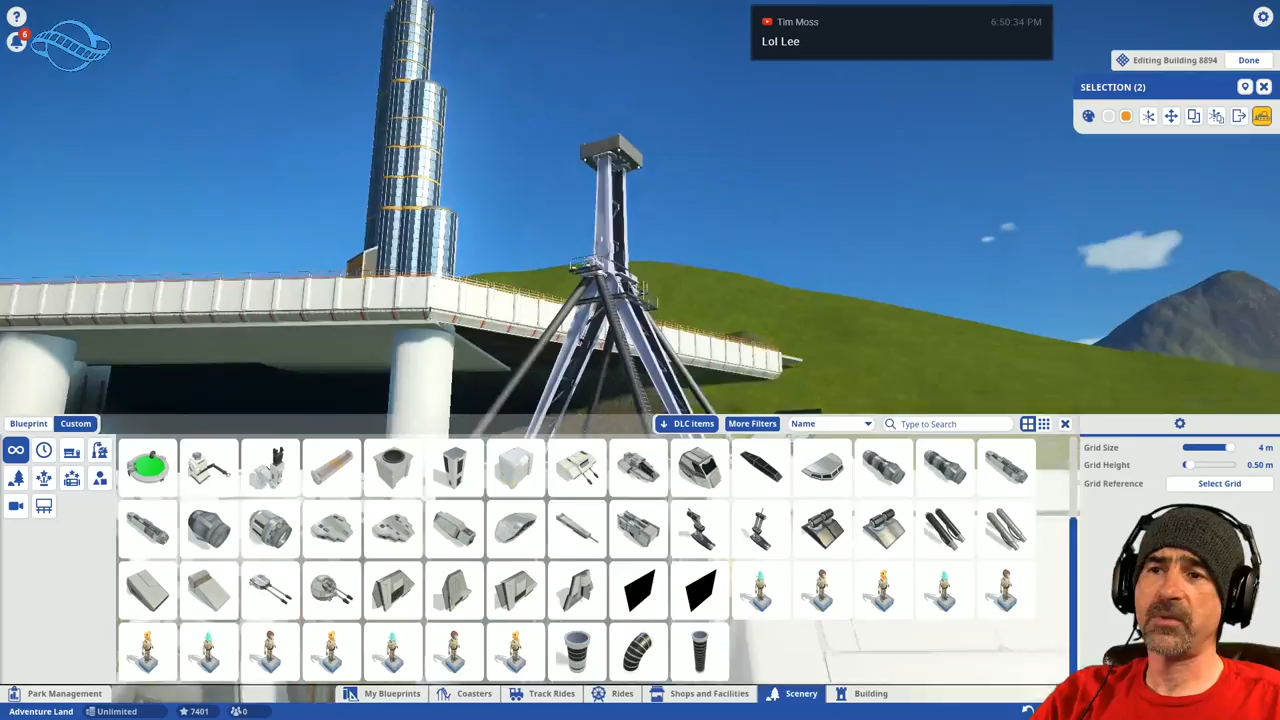 ?
6
Tim Moss
6:50:34 PM
Lol Lee
Editing Building 8894
Done
SELECTION (2)
Blueprint
Custom
DLC items
More Filters
Name
Type to Search
Grid Size
4 m
Grid Height
0.50 m
Grid Reference
Select Grid
Park Management
My Blueprints
Coasters
Track Rides
Rides
Shops and Facilities
Scenery
Building
Adventure Land
Unlimited
7401
0